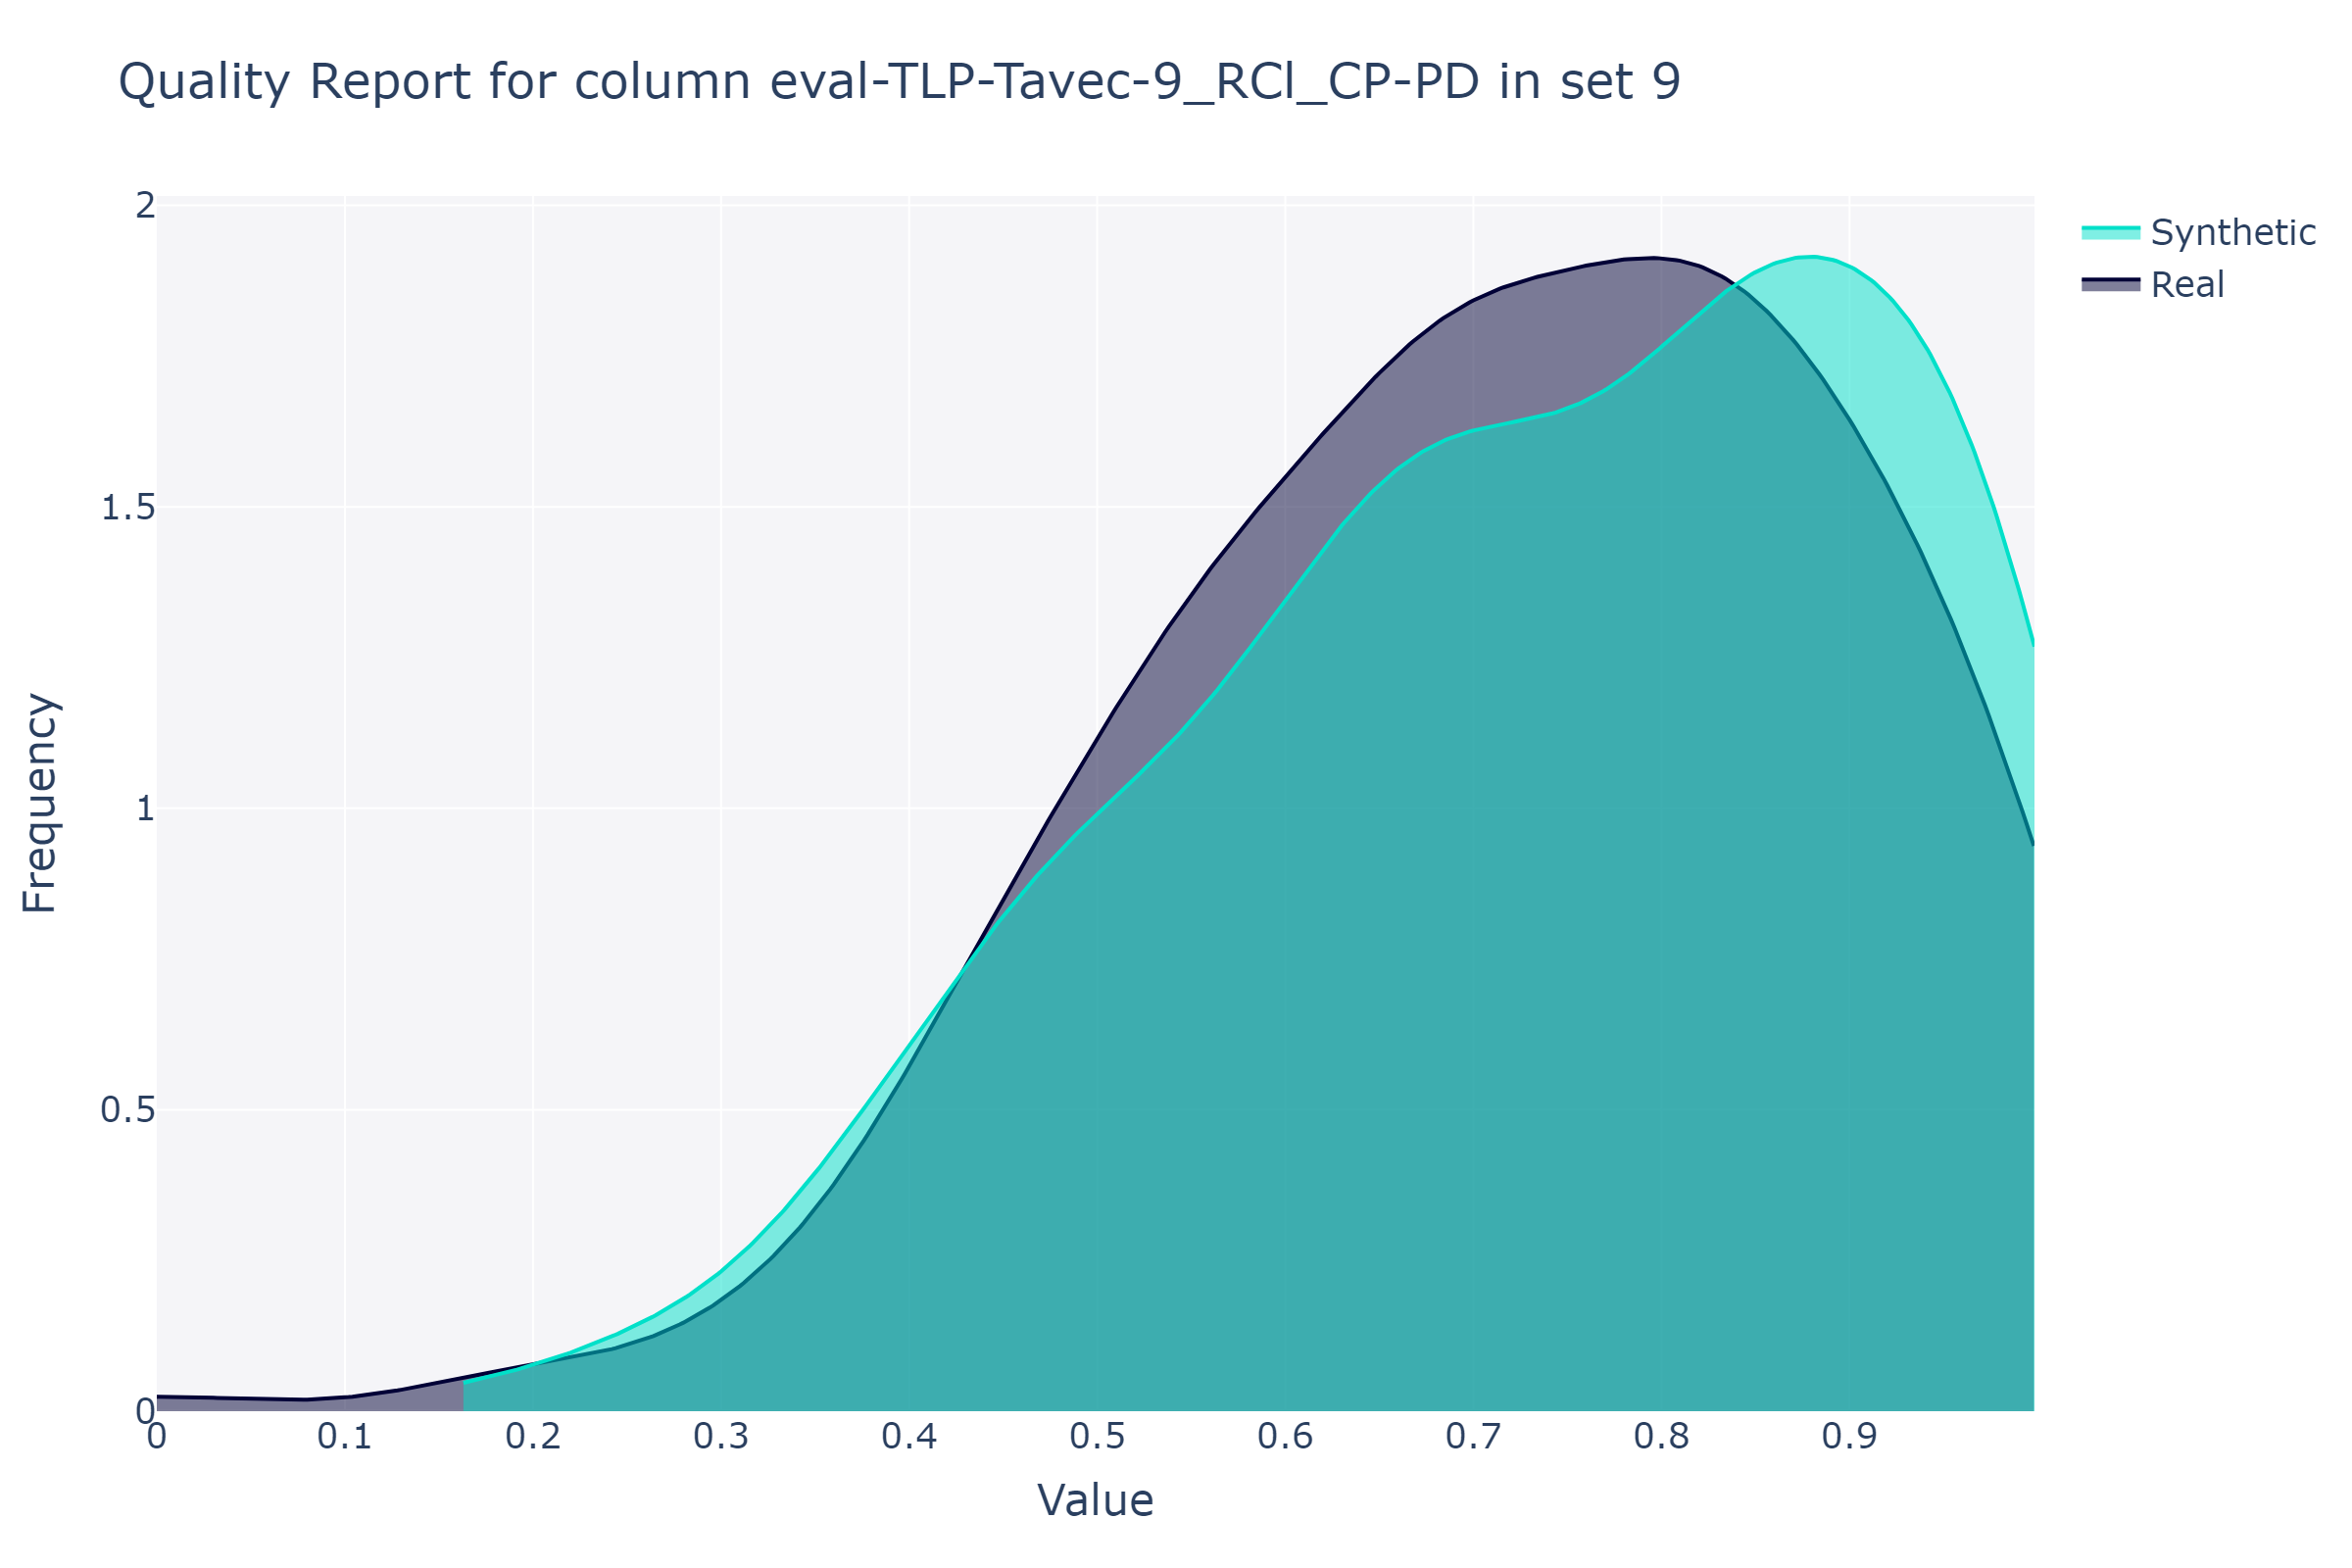 Quality Report for column eval-TLP-Tavec-9_RCl_CP-PD in set 9
Synthetic
Real
2
1.5
1
0.5
0
Frequency
0 0.1 0.2 0.3 0.4 0.5 0.6 0.7 0.8 0.9
Value